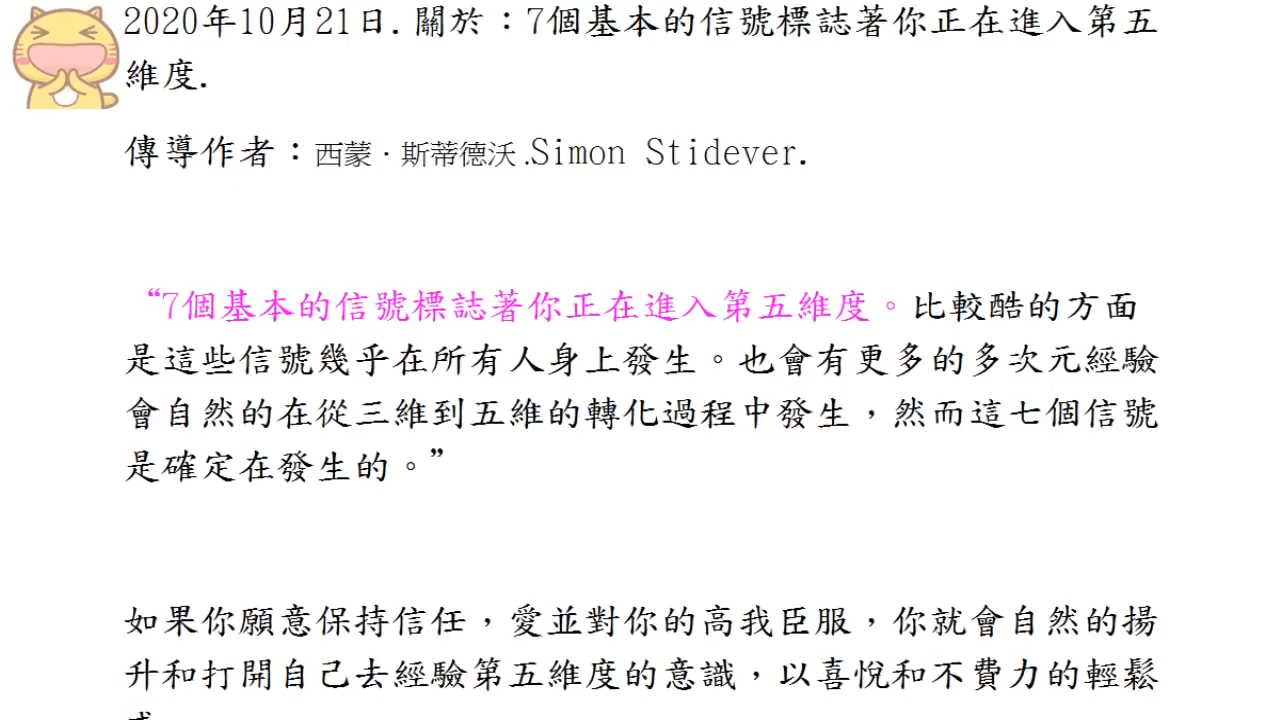 2020年10月21日. 關於：7個基本的信號標誌著你正在進入第五
維度.
傳導作者：西蒙·斯蒂德沃.Simon Stidever.
“7個基本的信號標誌著你正在進入第五維度。比較酷的方面
是這些信號幾乎在所有人身上發生。也會有更多的多次元經驗
會自然的在從三維到五維的轉化過程中發生，然而這七個信號
是確定在發生的。”
如果你願意保持信任，愛並對你的高我臣服，你就會自然的揚
升和打開自己去經驗第五維度的意識，以喜悅和不費力的輕鬆